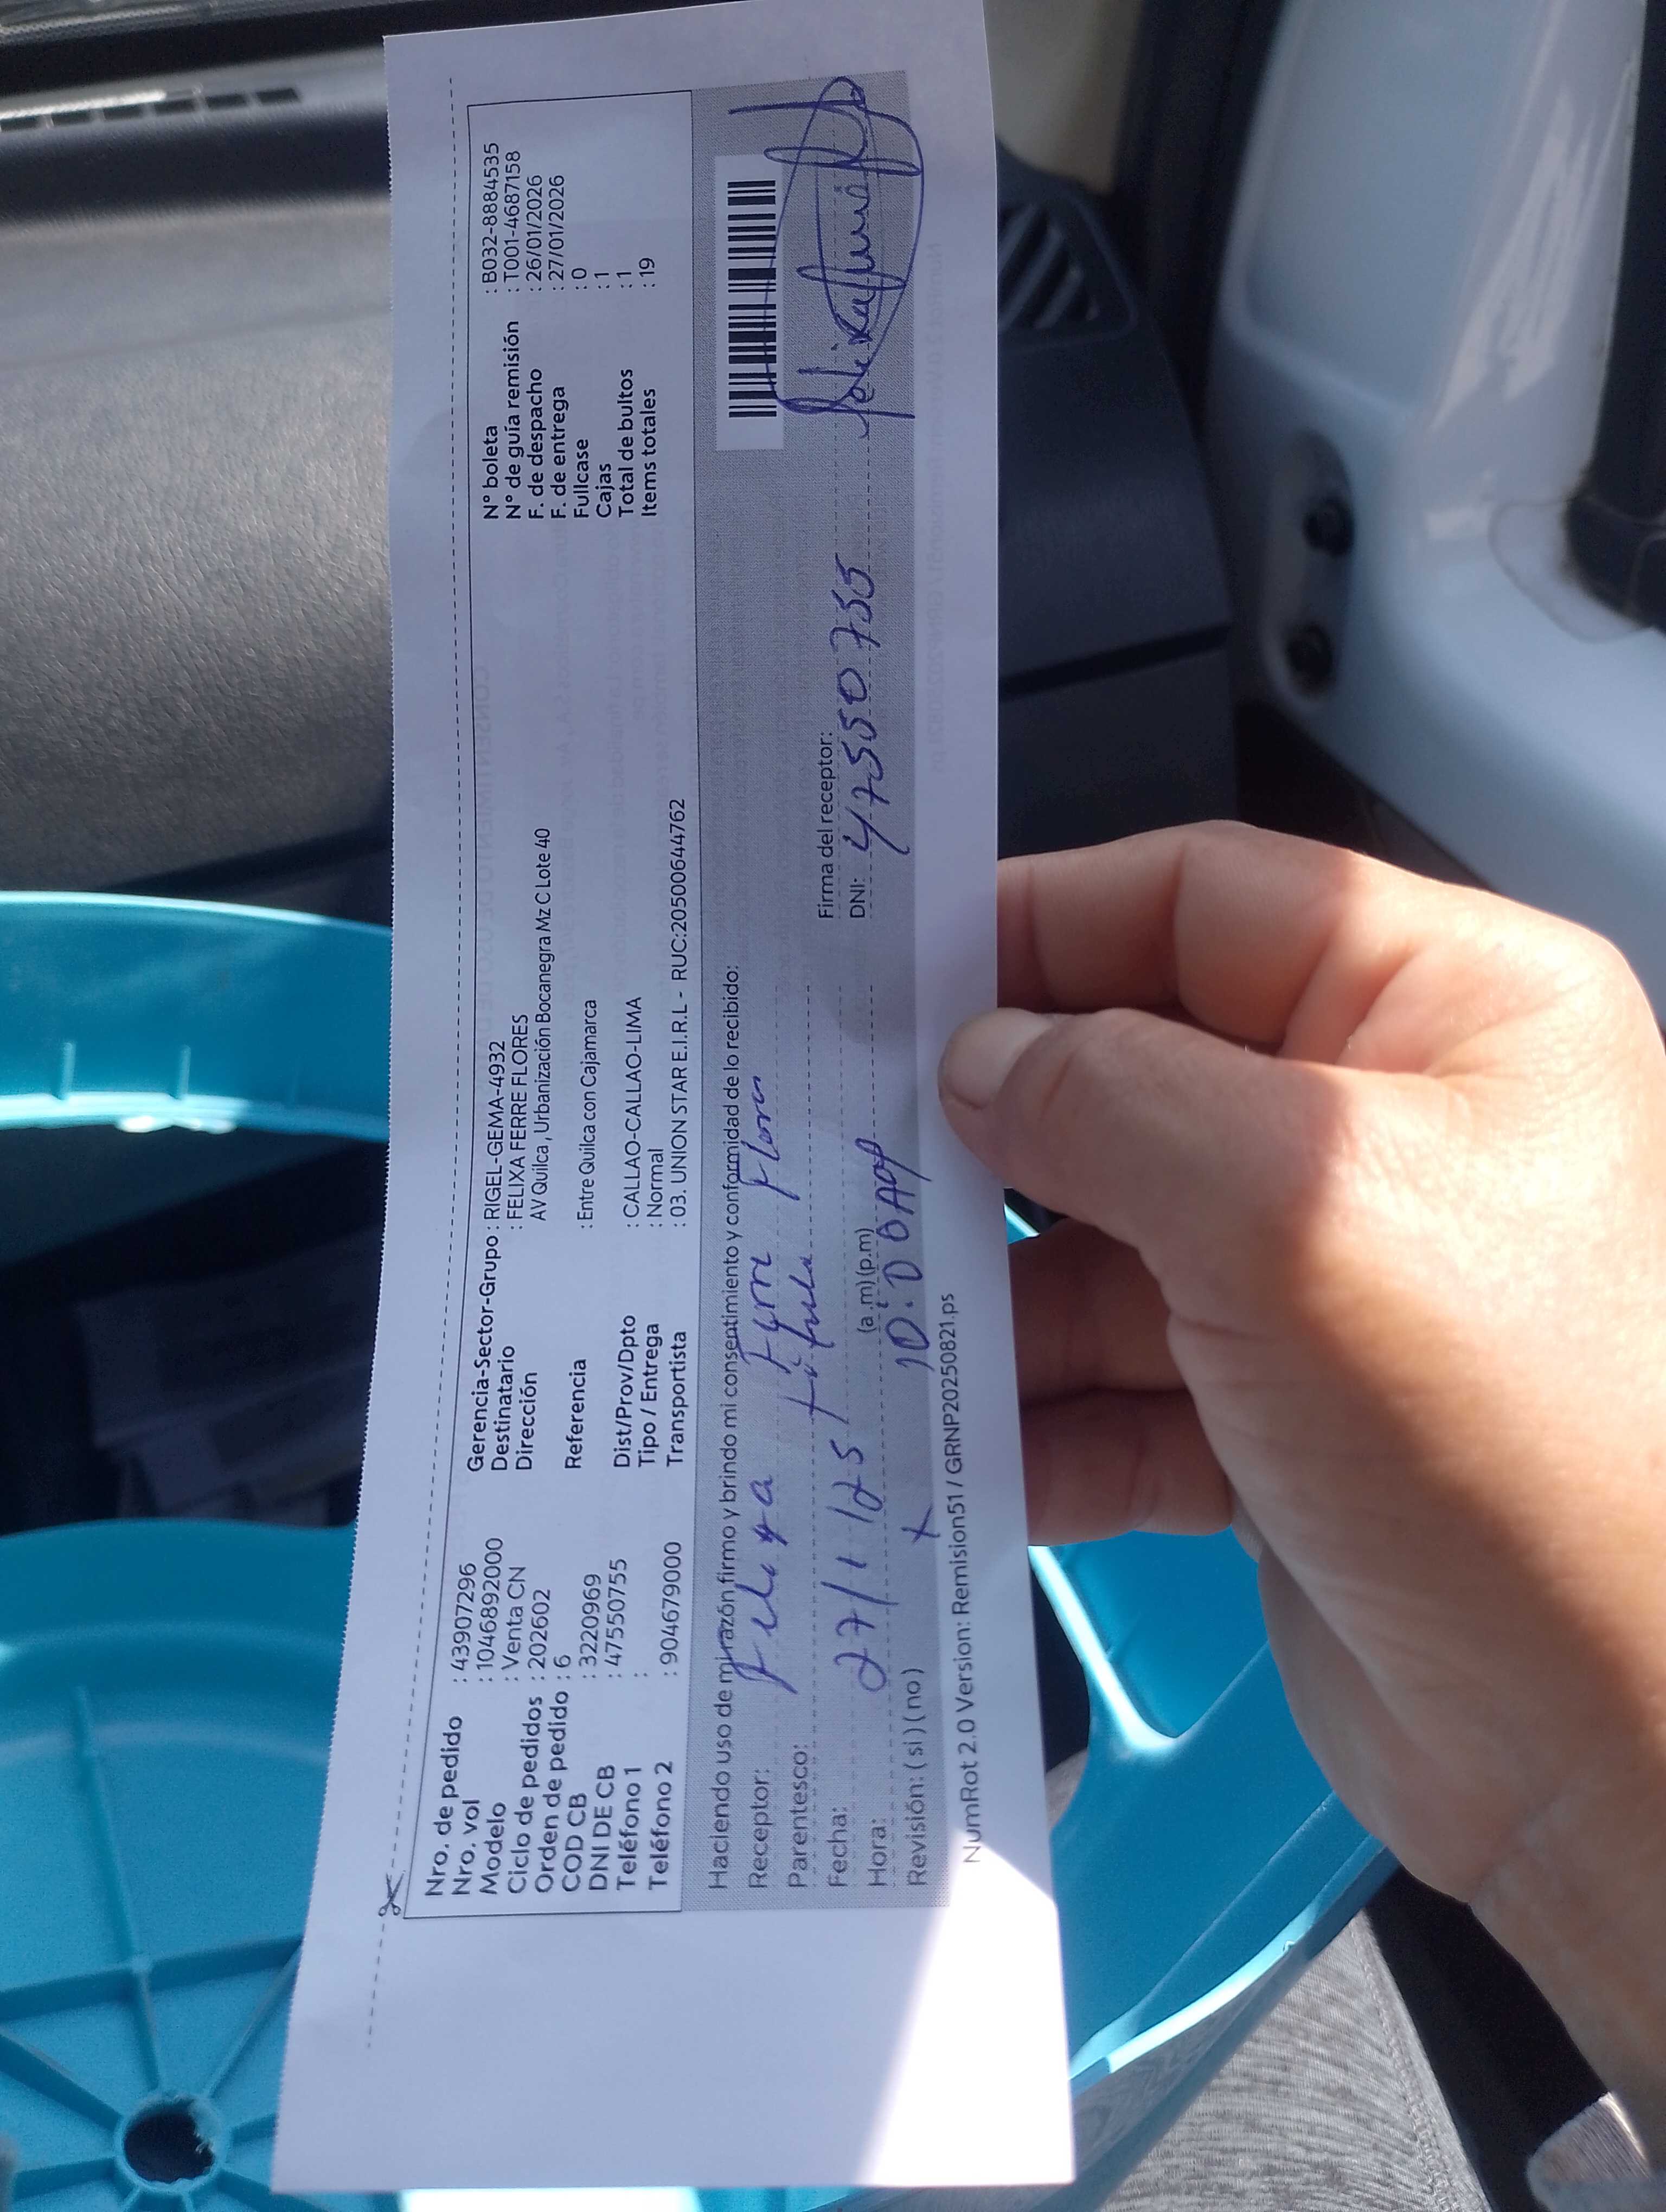 Nro. de pedido : 43907296
Nro. vol : 1046892000
Modelo : Venta CN
Ciclo de pedidos : 202602
Orden de pedido : 6
COD CB : 3220969
DNI DE CB : 47550755
Teléfono 1 :
Teléfono 2 : 904679000
Gerencia-Sector-Grupo : RIGEL-GEMA-4932
Destinatario : FELIXA FERRE FLORES
Dirección AV Quilca , Urbanización Bocanegra Mz C Lote 40
Referencia : Entre Quilca con Cajamarca
Dist/Prov/Dpto : CALLAO-CALLAO-LIMA
Tipo / Entrega : Normal
Transportista : 03. UNION STAR E.I.R.L - RUC:20500644762
N° boleta : B032-8884535
N° de guía remisión : T001-4687158
F. de despacho : 26/01/2026
F. de entrega : 27/01/2026
Fullcase : 0
Cajas : 1
Total de bultos : 1
Items totales : 19
Haciendo uso de mi razón firmo y brindo mi consentimiento y conformidad de lo recibido:
Receptor: Felixa
Parentesco: titula
Fecha: 27/1/25
Hora: (a.m) (p.m)
10:00 A
Revisión: ( si ) ( no ) x
Firma del receptor:
DNI: 47550755
NumRot 2.0 Version: Remision51 / GRNP20250821.ps